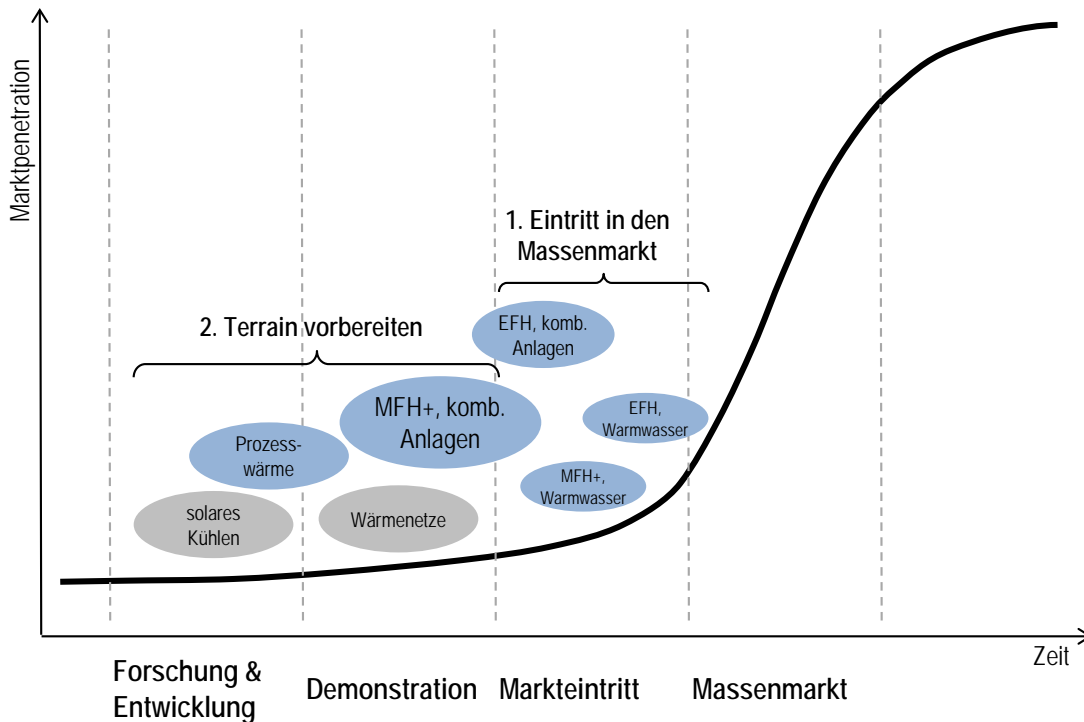 Marktpenetration
1. Eintritt in den
Massenmarkt
2. Terrain vorbereiten
EFH, komb.
Anlagen
MFH+, komb.
Anlagen
EFH,
Warmwasser
Prozess-
wärme
MFH+,
Warmwasser
solares
Kühlen
Wärmenetze
Zeit
Forschung &
Entwicklung
Demonstration
Markteintritt
Massenmarkt